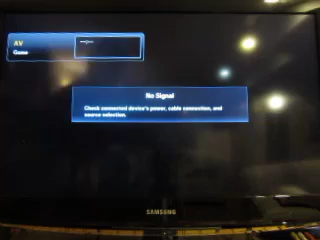 AV
Game
No Signal
Check connected device's power, cable connection, and
source selection.
SAMSUNG